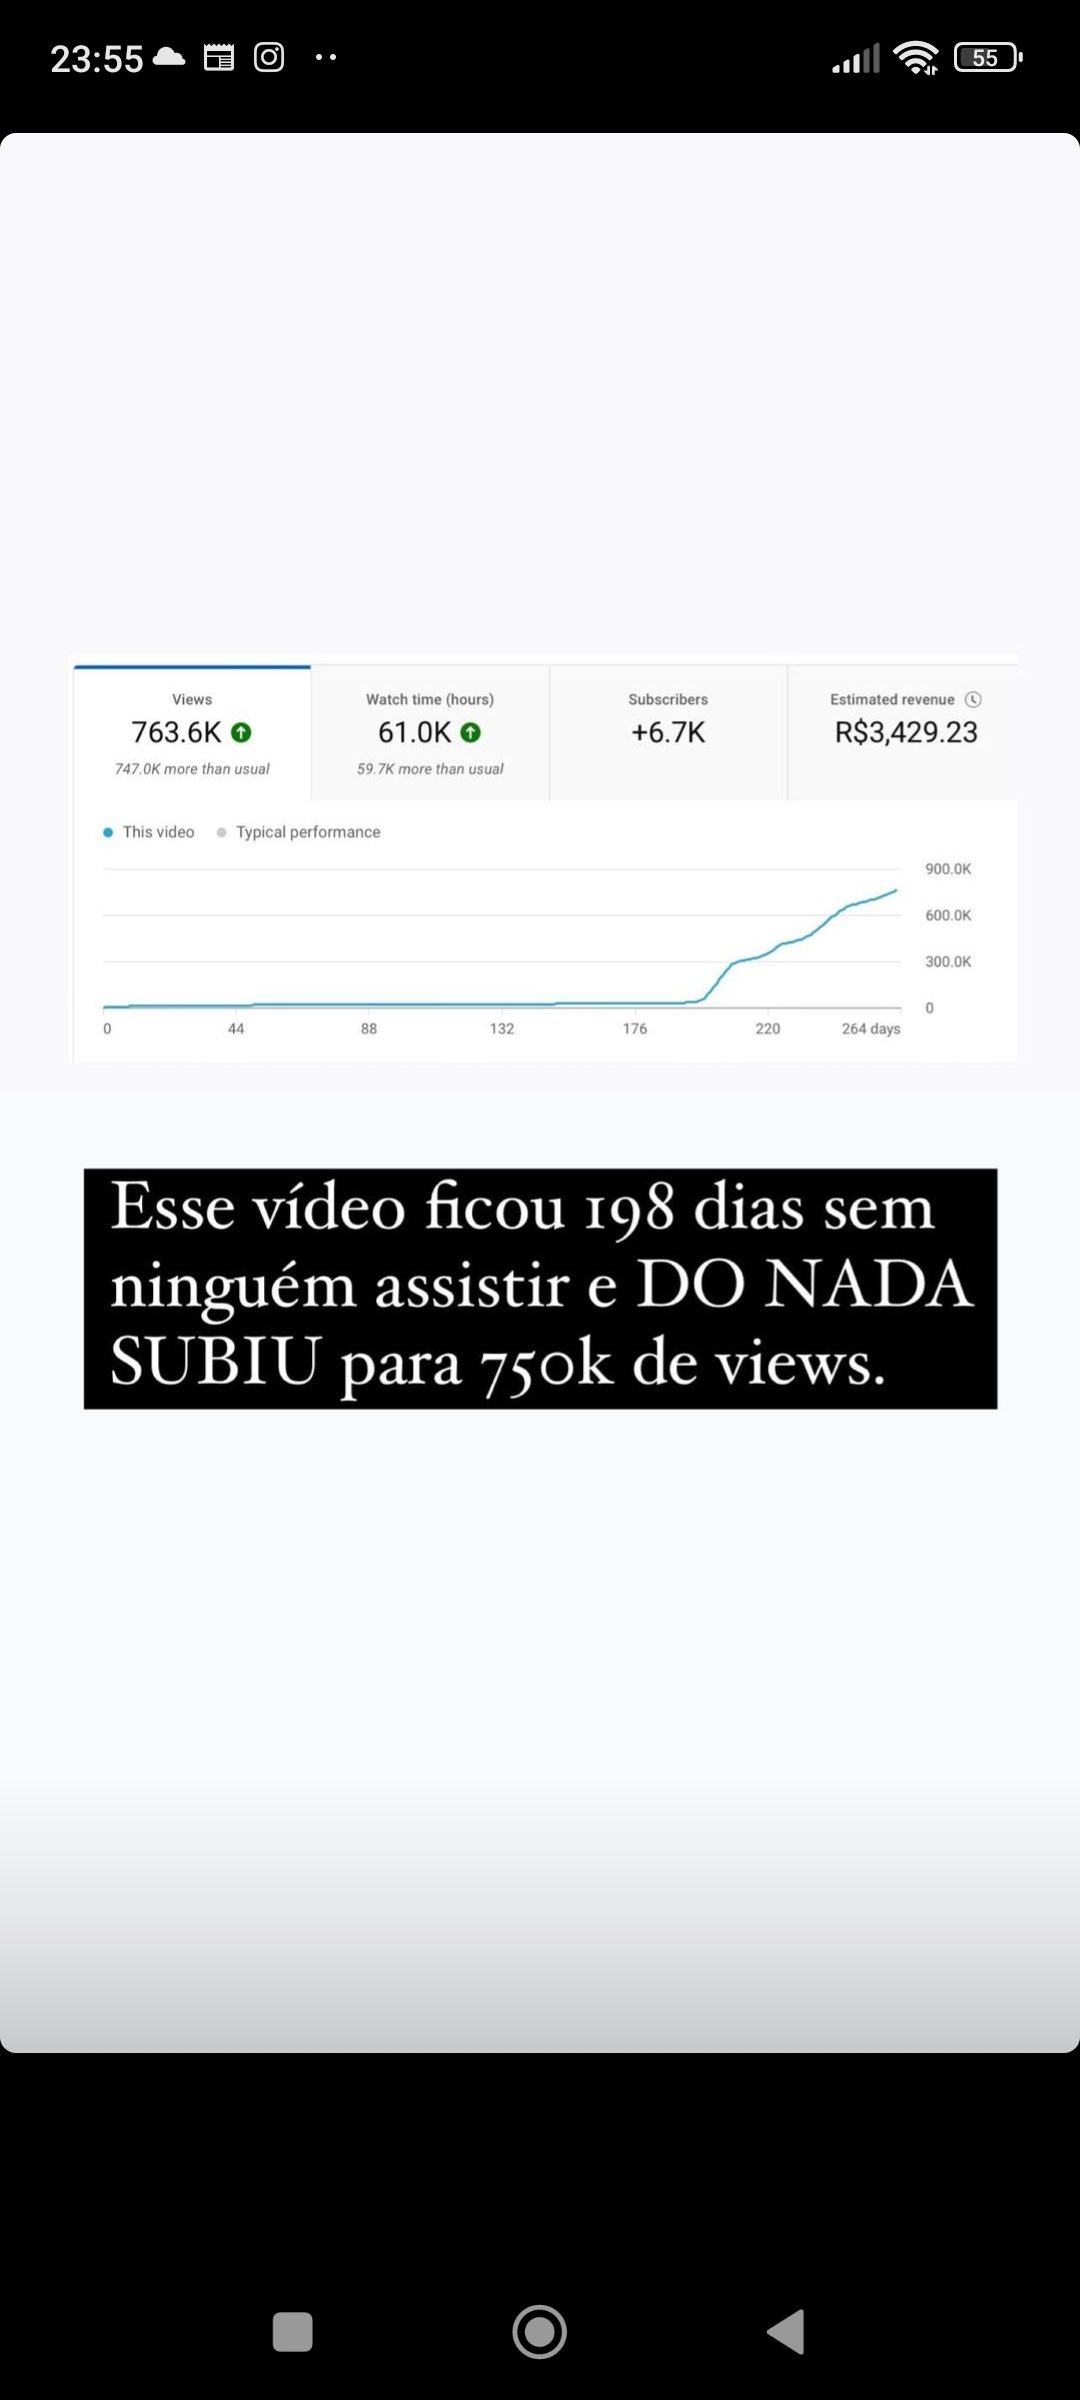 23:55
55
Views
763.6K
747.0K more than usual
Watch time (hours)
61.0K
59.7K more than usual
Subscribers
+6.7K
Estimated revenue
R$3,429.23
This video
Typical performance
900.0K
600.0K
300.0K
0
0 44 88 132 176 220 264 days
Esse vídeo ficou 198 dias sem
ninguém assistir e DO NADA
SUBIU para 750k de views.